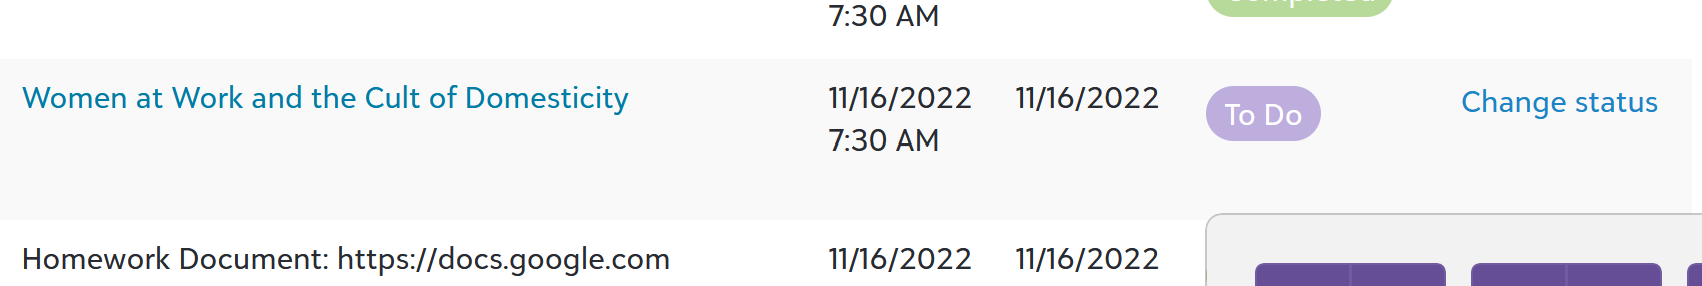 7:30 AM
Completed
Women at Work and the Cult of Domesticity 11/16/2022 11/16/2022 To Do Change status
7:30 AM
Homework Document: https://docs.google.com 11/16/2022 11/16/2022